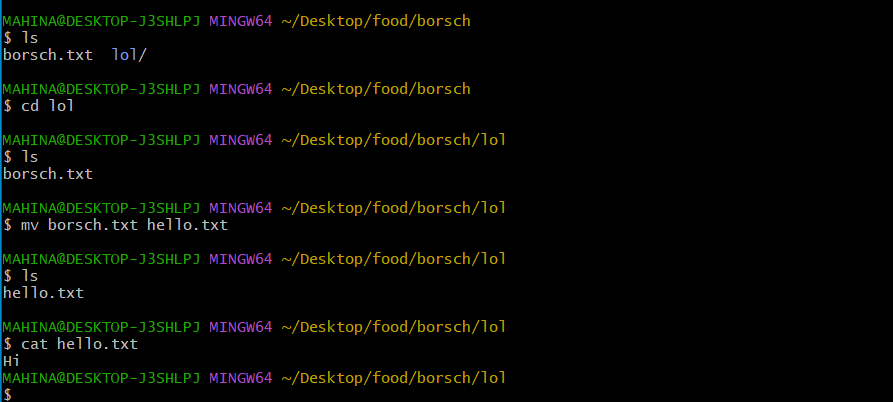 MAHINA@DESKTOP-J3SHLPJ MINGW64 ~/Desktop/food/borsch
$ ls
borsch.txt  lol/
MAHINA@DESKTOP-J3SHLPJ MINGW64 ~/Desktop/food/borsch
$ cd lol
MAHINA@DESKTOP-J3SHLPJ MINGW64 ~/Desktop/food/borsch/lol
$ ls
borsch.txt
MAHINA@DESKTOP-J3SHLPJ MINGW64 ~/Desktop/food/borsch/lol
$ mv borsch.txt hello.txt
MAHINA@DESKTOP-J3SHLPJ MINGW64 ~/Desktop/food/borsch/lol
$ ls
hello.txt
MAHINA@DESKTOP-J3SHLPJ MINGW64 ~/Desktop/food/borsch/lol
$ cat hello.txt
Hi
MAHINA@DESKTOP-J3SHLPJ MINGW64 ~/Desktop/food/borsch/lol
$